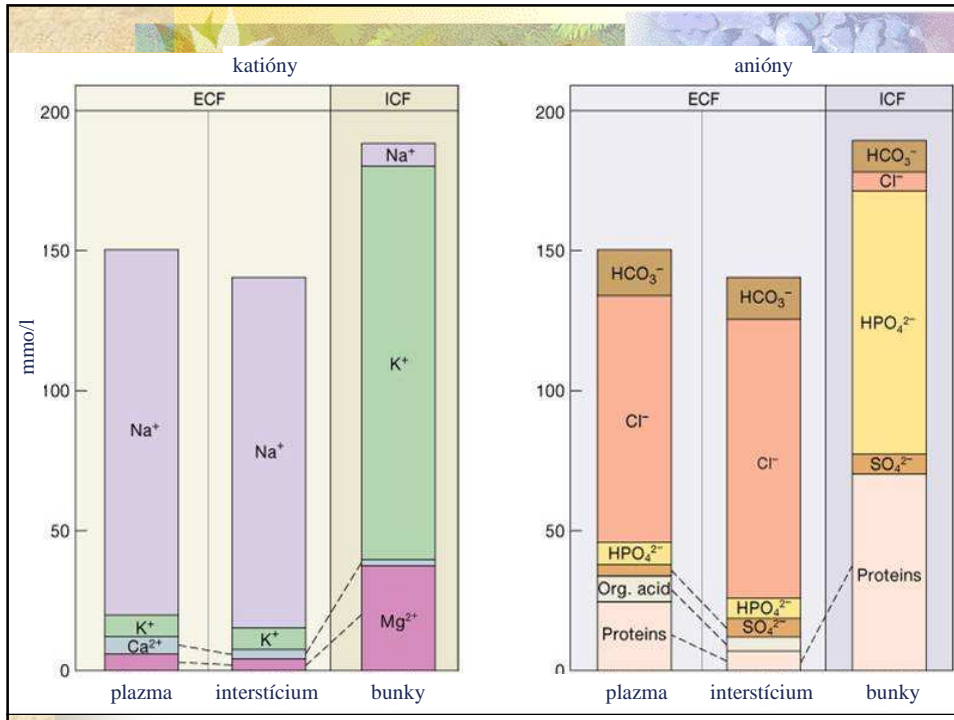 katióny
anióny
ECF ICF
ECF ICF
200
150
100
50
0
mmo/l
Na⁺
K⁺
Ca²⁺
Na⁺
K⁺
Na⁺
K⁺
Mg²⁺
plazma interstícium bunky
200
150
100
50
0
HCO₃⁻
Cl⁻
HPO₄²⁻
Org. acid
Proteins
HCO₃⁻
Cl⁻
HPO₄²⁻
SO₄²⁻
HCO₃⁻
Cl⁻
HPO₄²⁻
SO₄²⁻
Proteins
plazma interstícium bunky